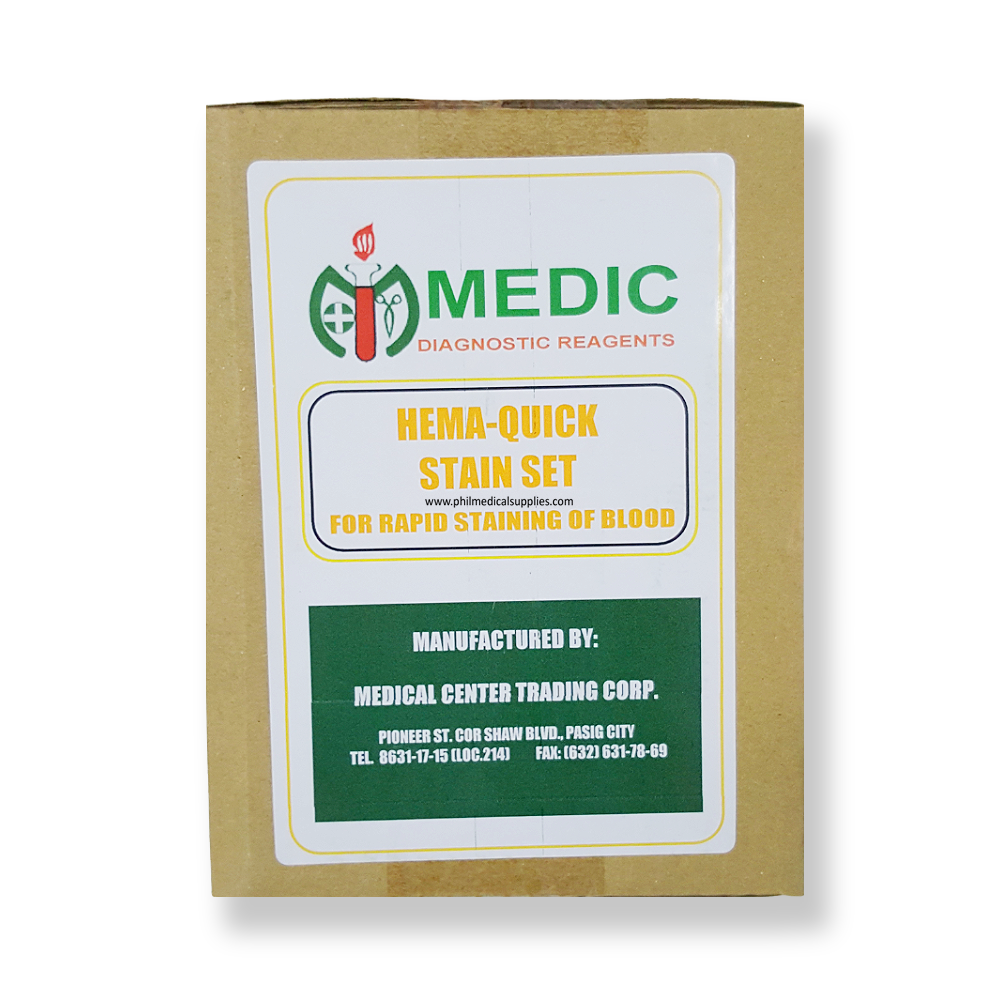 MEDIC
DIAGNOSTIC REAGENTS
HEMA-QUICK
STAIN SET
www.philmedicalsupplies.com
FOR RAPID STAINING OF BLOOD
MANUFACTURED BY:
MEDICAL CENTER TRADING CORP.
PIONEER ST. COR SHAW BLVD., PASIG CITY
TEL. 8631-17-15 (LOC.214) FAX: (632) 631-78-69